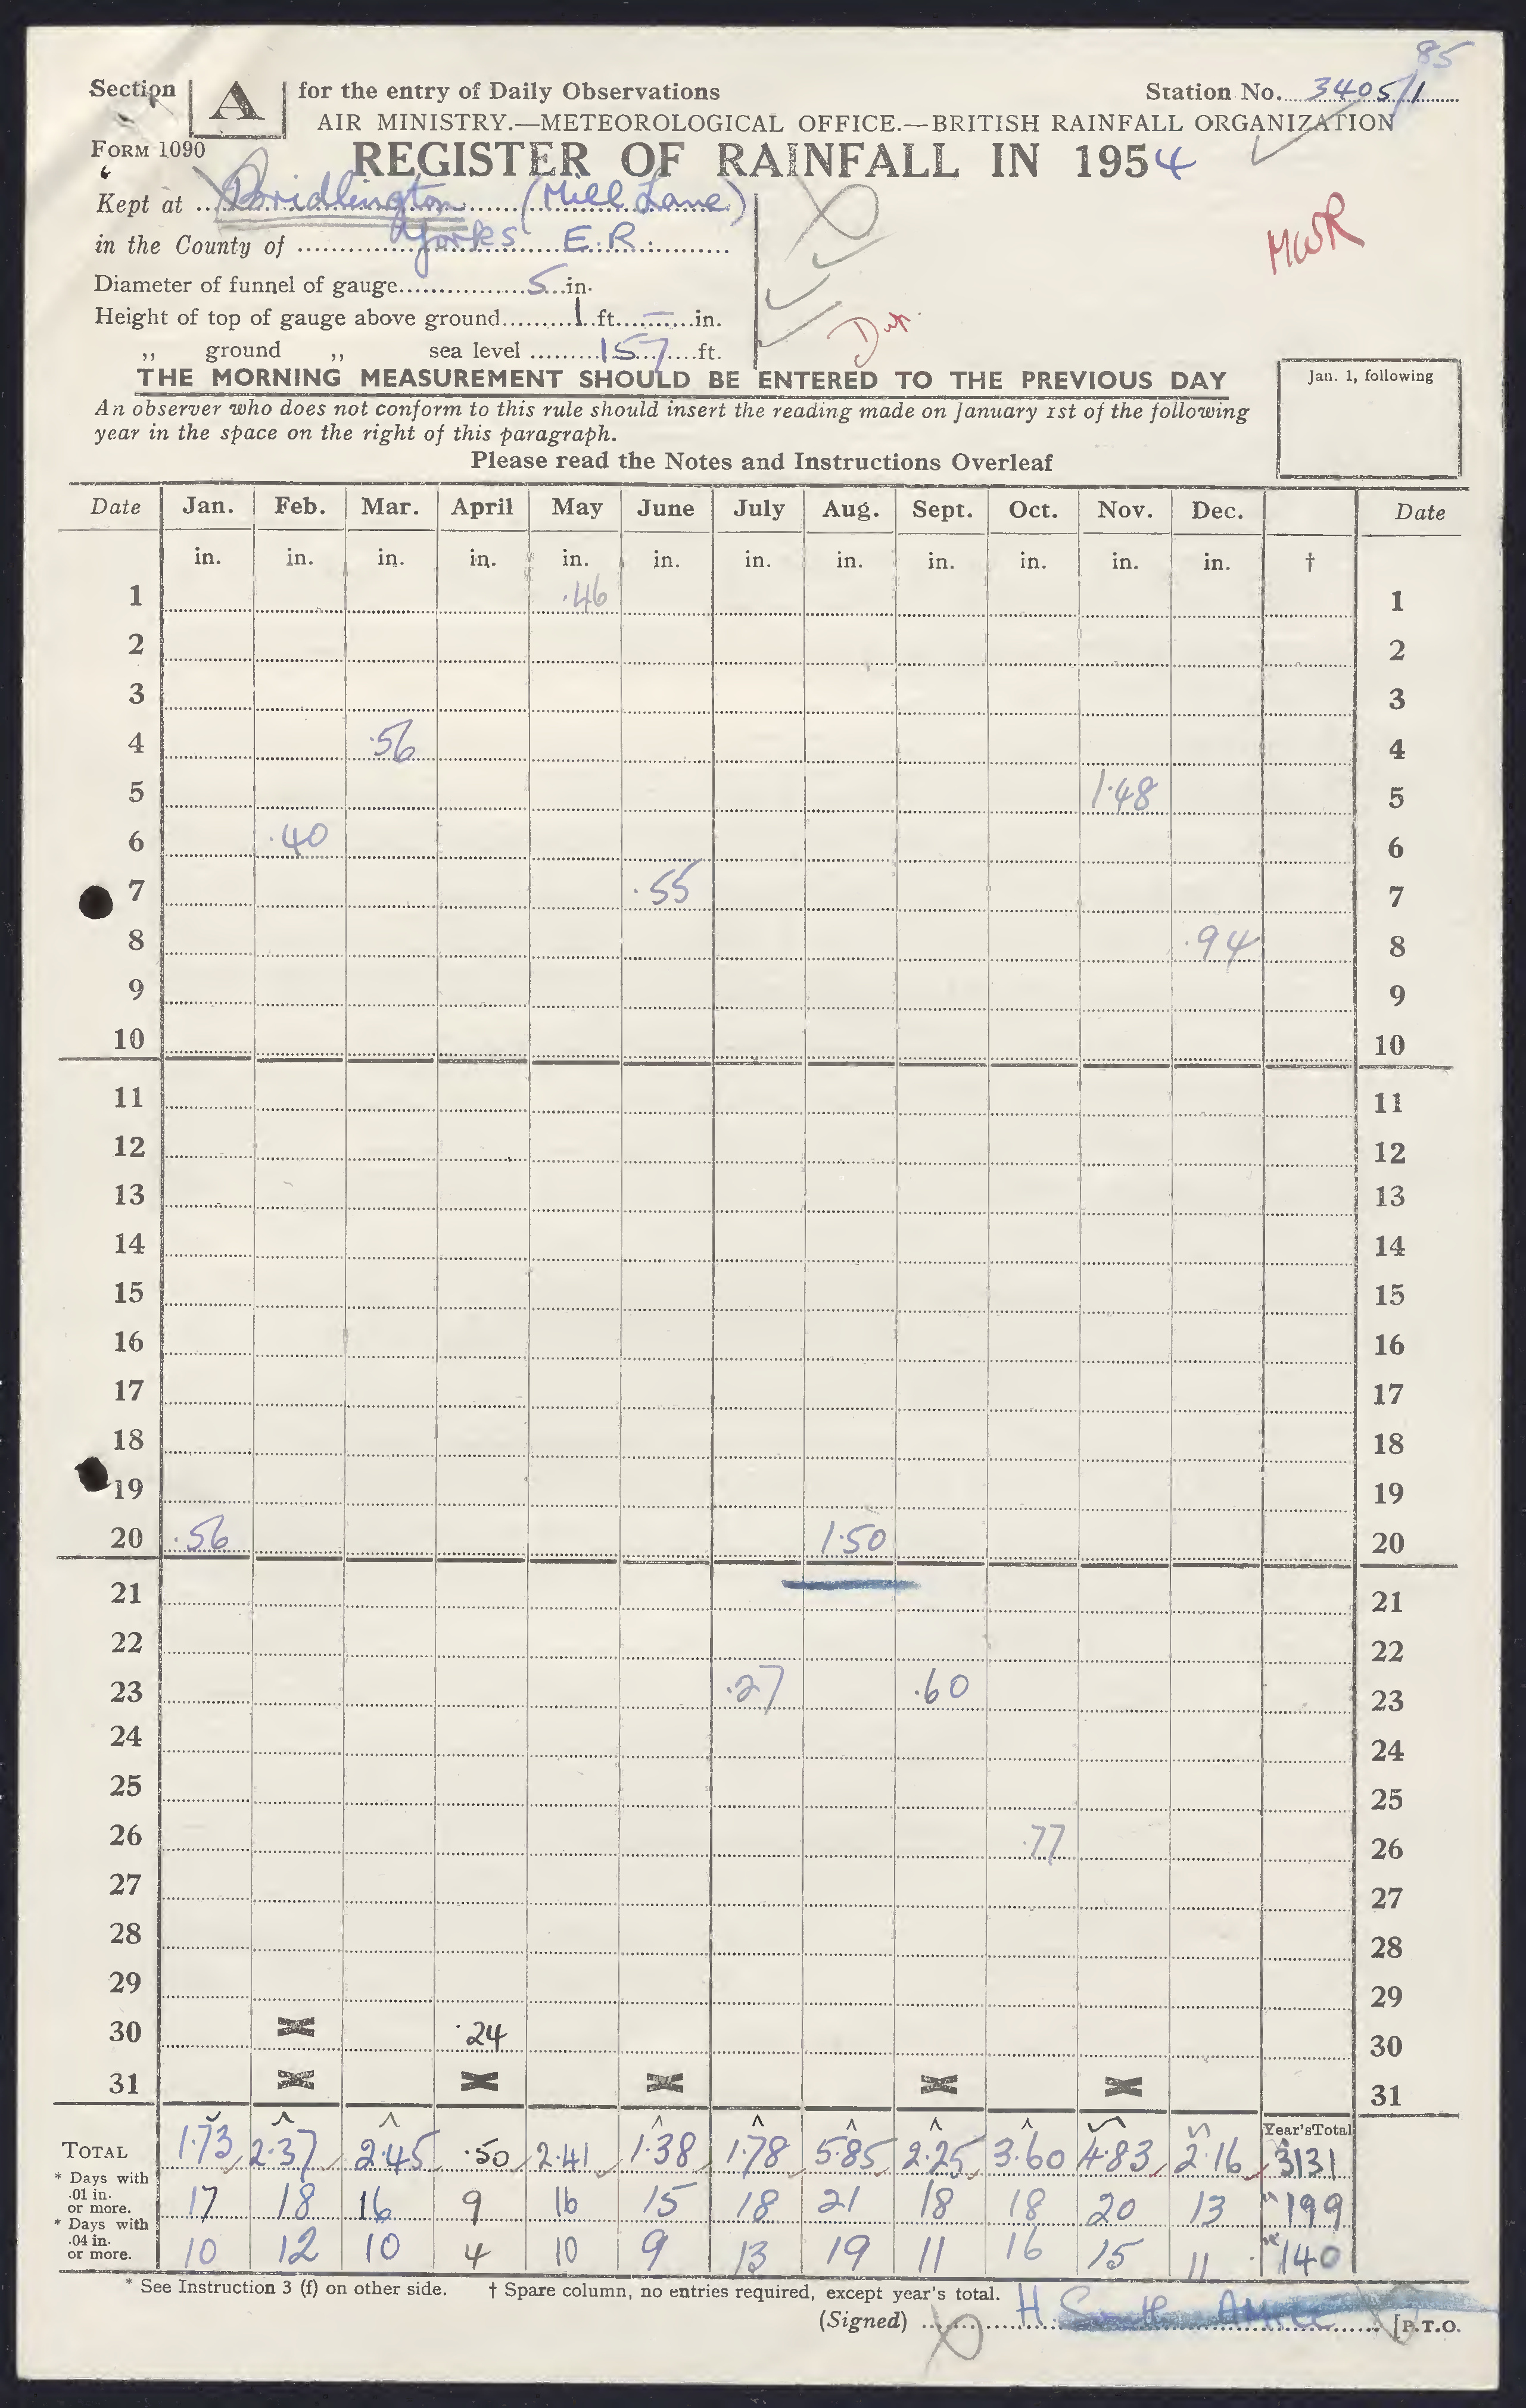 85
Section A for the entry of Daily Observations Station No. 3405/1
AIR MINISTRY.—METEOROLOGICAL OFFICE.—BRITISH RAINFALL ORGANIZATION
FORM 1090 REGISTER OF RAINFALL IN 1954
Kept at Bridlington (Mill Lane)
MWR
in the County of Yorks E.R.
Diameter of funnel of gauge 5 in.
Height of top of gauge above ground 1 ft. – in.
,, ground ,, sea level 157 ft.
THE MORNING MEASUREMENT SHOULD BE ENTERED TO THE PREVIOUS DAY
Jan. 1, following
An observer who does not conform to this rule should insert the reading made on January 1st of the following
year in the space on the right of this paragraph.
Please read the Notes and Instructions Overleaf
Date Jan. Feb. Mar. April May June July Aug. Sept. Oct. Nov. Dec. Date
in. in. in. in. in. in. in. in. in. in. in. in. †
1 .46 1
2 2
3 3
4 .56 4
5 1.48 5
6 .40 6
7 .55 7
8 .94 8
9 9
10 10
11 11
12 12
13 13
14 14
15 15
16 16
17 17
18 18
19 19
20 .56 1.50 20
21 21
22 22
23 .27 .60 23
24 24
25 25
26 .77 26
27 27
28 28
29 29
30 .24 30
31 31
Year's Total
TOTAL 1.73 2.37 2.45 .50 2.41 1.38 1.78 5.85 2.25 3.60 4.83 2.16 3131
* Days with .01 in. or more. 17 18 16 9 16 15 18 21 18 18 20 13 199
* Days with .04 in. or more. 10 12 10 4 10 9 13 19 11 16 15 11 140
* See Instruction 3 (f) on other side. † Spare column, no entries required, except year's total.
(Signed) H [P.T.O.